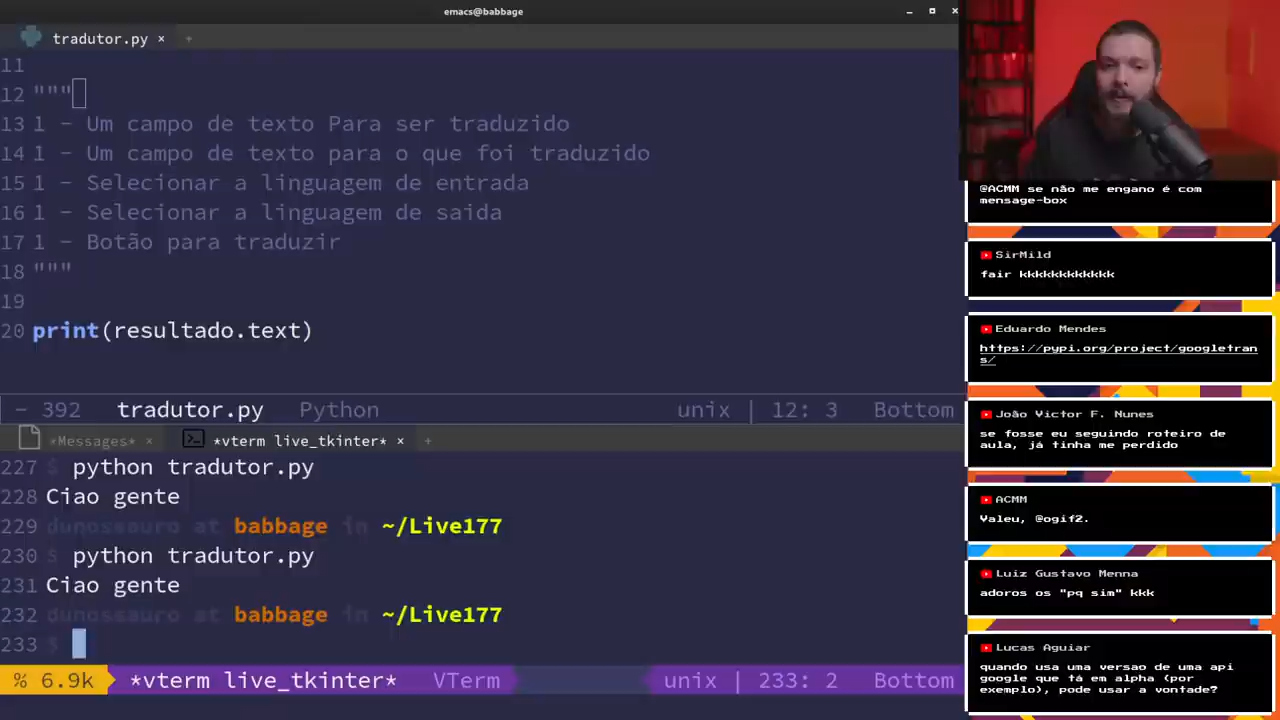 emacs@babbage
tradutor.py ×
11
12 """
13 1 - Um campo de texto Para ser traduzido
14 1 - Um campo de texto para o que foi traduzido
15 1 - Selecionar a linguagem de entrada
16 1 - Selecionar a linguagem de saida
17 1 - Botão para traduzir
18 """
19
20 print(resultado.text)
- 392 tradutor.py Python unix | 12: 3 Bottom
*Messages* × *vterm live_tkinter* × +
227 $ python tradutor.py
228 Ciao gente
229 dunossauro at babbage in ~/Live177
230 $ python tradutor.py
231 Ciao gente
232 dunossauro at babbage in ~/Live177
233 $
% 6.9k *vterm live_tkinter* VTerm unix | 233: 2 Bottom
@ACMM se não me engano é com
mensage-box
SirMild
fair kkkkkkkkkkkk
Eduardo Mendes
https://pypi.org/project/googletran
s/
João Victor F. Nunes
se fosse eu seguindo roteiro de
aula, já tinha me perdido
ACMM
Valeu, @ogif2.
Luiz Gustavo Menna
adoros os "pq sim" kkk
Lucas Aguiar
quando usa uma versao de uma api
google que tá em alpha (por
exemplo), pode usar a vontade?